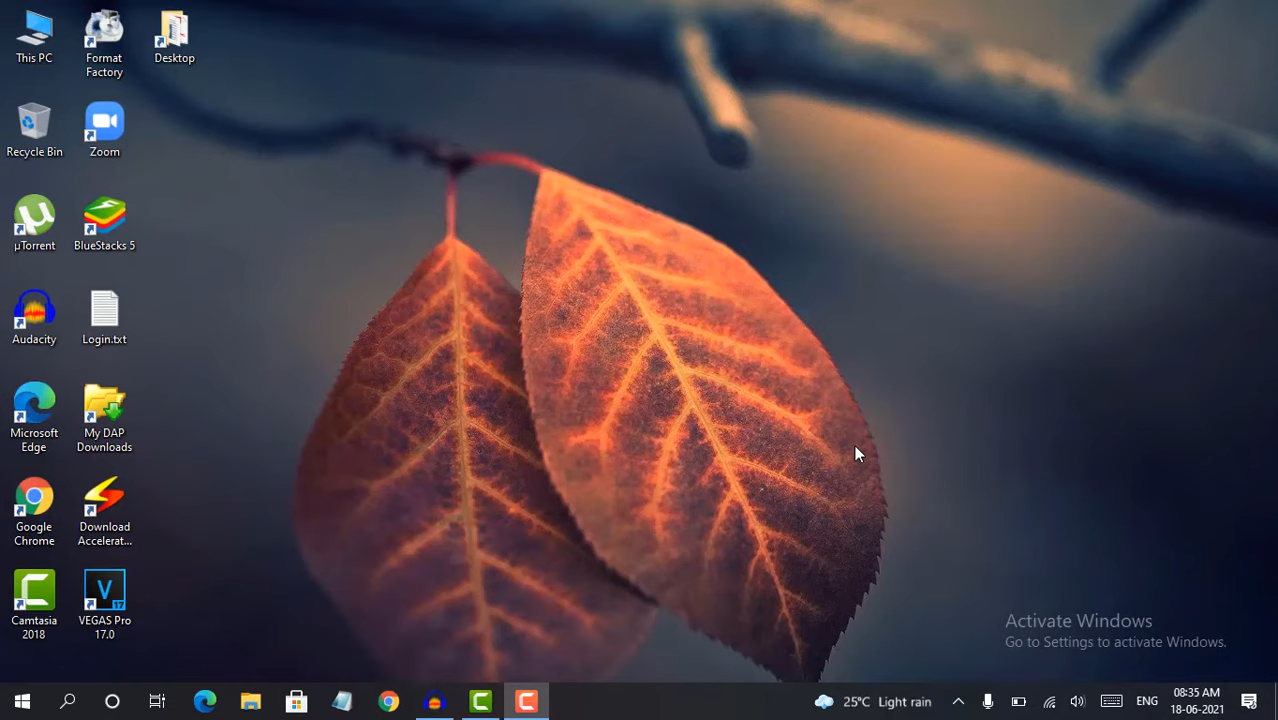 This PC
Format
Factory
Desktop
Recycle Bin
Zoom
µTorrent
BlueStacks 5
Audacity
Login.txt
Microsoft
Edge
My DAP
Downloads
Google
Chrome
Download
Accelerat...
Camtasia
2018
VEGAS Pro
17.0
17
Activate Windows
Go to Settings to activate Windows.
25°C Light rain
ENG
08:35 AM
18-06-2021